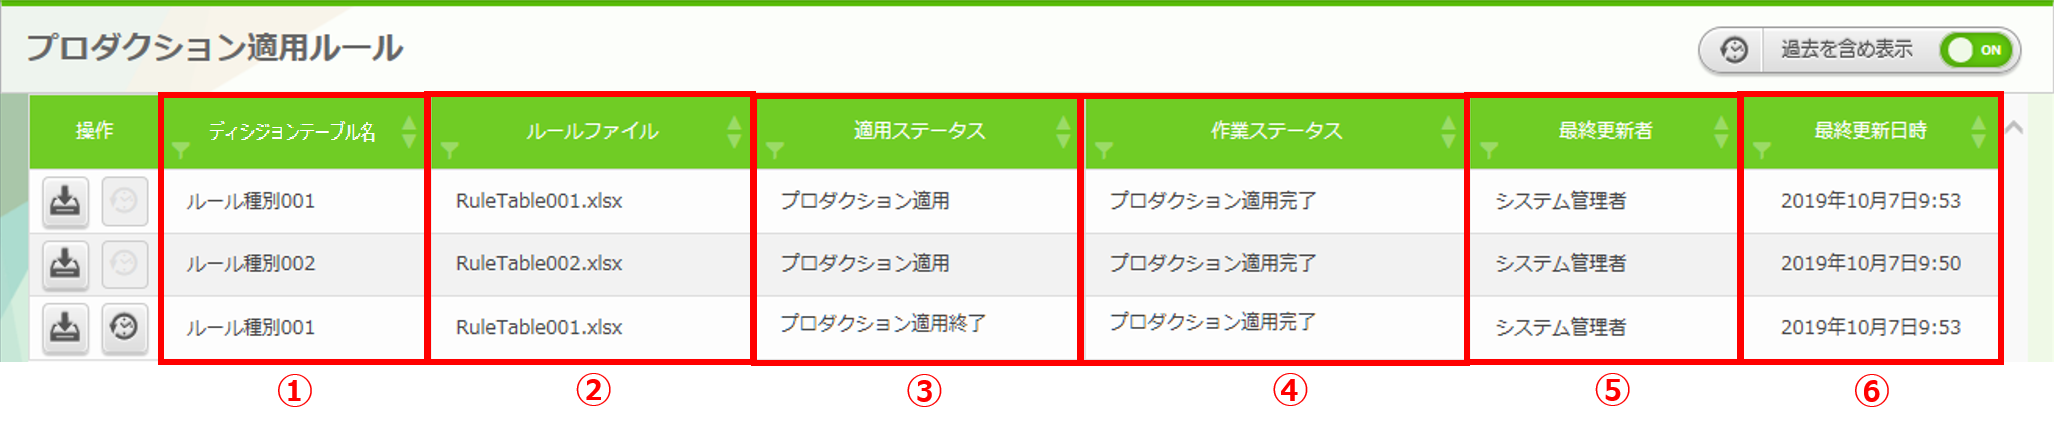 プロダクション適用ルール
過去を含め表示 ON
操作 ディシジョンテーブル名 ルールファイル 適用ステータス 作業ステータス 最終更新者 最終更新日時
ルール種別001 RuleTable001.xlsx プロダクション適用 プロダクション適用完了 システム管理者 2019年10月7日9:53
ルール種別002 RuleTable002.xlsx プロダクション適用 プロダクション適用完了 システム管理者 2019年10月7日9:50
ルール種別001 RuleTable001.xlsx プロダクション適用終了 プロダクション適用完了 システム管理者 2019年10月7日9:53
① ② ③ ④ ⑤ ⑥